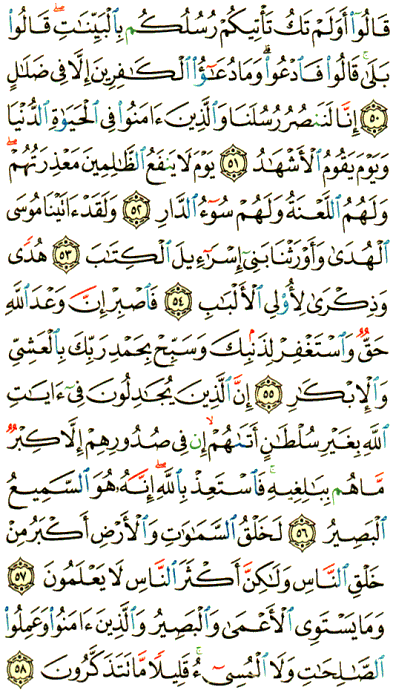 قَالُوٓا۟ أَوَلَمْ تَكُ تَأْتِيكُمْ رُسُلُكُم بِٱلْبَيِّنَٰتِ ۖ قَالُوا۟
بَلَىٰ ۚ قَالُوا۟ فَٱدْعُوا۟ ۗ وَمَا دُعَٰٓؤُا۟ ٱلْكَٰفِرِينَ إِلَّا فِى ضَلَٰلٍ
﴿٥٠﴾ إِنَّا لَنَنصُرُ رُسُلَنَا وَٱلَّذِينَ ءَامَنُوا۟ فِى ٱلْحَيَوٰةِ ٱلدُّنْيَا
وَيَوْمَ يَقُومُ ٱلْأَشْهَٰدُ ﴿٥١﴾ يَوْمَ لَا يَنفَعُ ٱلظَّٰلِمِينَ مَعْذِرَتُهُمْ ۖ
وَلَهُمُ ٱللَّعْنَةُ وَلَهُمْ سُوٓءُ ٱلدَّارِ ﴿٥٢﴾ وَلَقَدْ ءَاتَيْنَا مُوسَى
ٱلْهُدَىٰ وَأَوْرَثْنَا بَنِىٓ إِسْرَٰٓءِيلَ ٱلْكِتَٰبَ ﴿٥٣﴾ هُدًى
وَذِكْرَىٰ لِأُو۟لِى ٱلْأَلْبَٰبِ ﴿٥٤﴾ فَٱصْبِرْ إِنَّ وَعْدَ ٱللَّهِ
حَقٌّ وَٱسْتَغْفِرْ لِذَنۢبِكَ وَسَبِّحْ بِحَمْدِ رَبِّكَ بِٱلْعَشِىِّ
وَٱلْإِبْكَٰرِ ﴿٥٥﴾ إِنَّ ٱلَّذِينَ يُجَٰدِلُونَ فِىٓ ءَايَٰتِ
ٱللَّهِ بِغَيْرِ سُلْطَٰنٍ أَتَىٰهُمْ ۙ إِن فِى صُدُورِهِمْ إِلَّا كِبْرٌ
مَّا هُم بِبَٰلِغِيهِ ۚ فَٱسْتَعِذْ بِٱللَّهِ ۖ إِنَّهُۥ هُوَ ٱلسَّمِيعُ
ٱلْبَصِيرُ ﴿٥٦﴾ لَخَلْقُ ٱلسَّمَٰوَٰتِ وَٱلْأَرْضِ أَكْبَرُ مِنْ
خَلْقِ ٱلنَّاسِ وَلَٰكِنَّ أَكْثَرَ ٱلنَّاسِ لَا يَعْلَمُونَ ﴿٥٧﴾
وَمَا يَسْتَوِى ٱلْأَعْمَىٰ وَٱلْبَصِيرُ وَٱلَّذِينَ ءَامَنُوا۟ وَعَمِلُوا۟
ٱلصَّٰلِحَٰتِ وَلَا ٱلْمُسِىٓءُ ۚ قَلِيلًا مَّا تَتَذَكَّرُونَ ﴿٥٨﴾